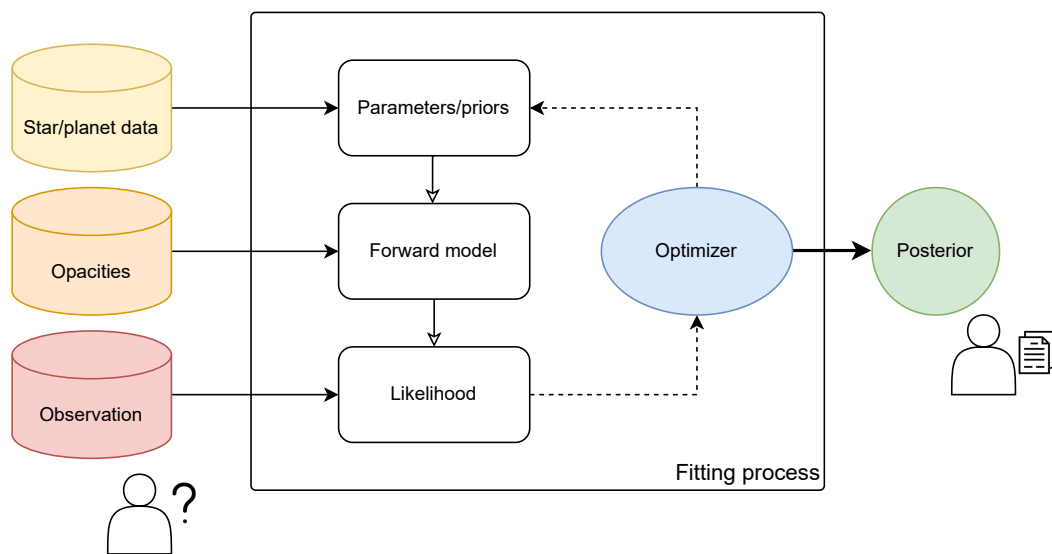 Star/planet data
Parameters/priors
Opacities
Forward model
Optimizer
Posterior
Observation
Likelihood
Fitting process
?